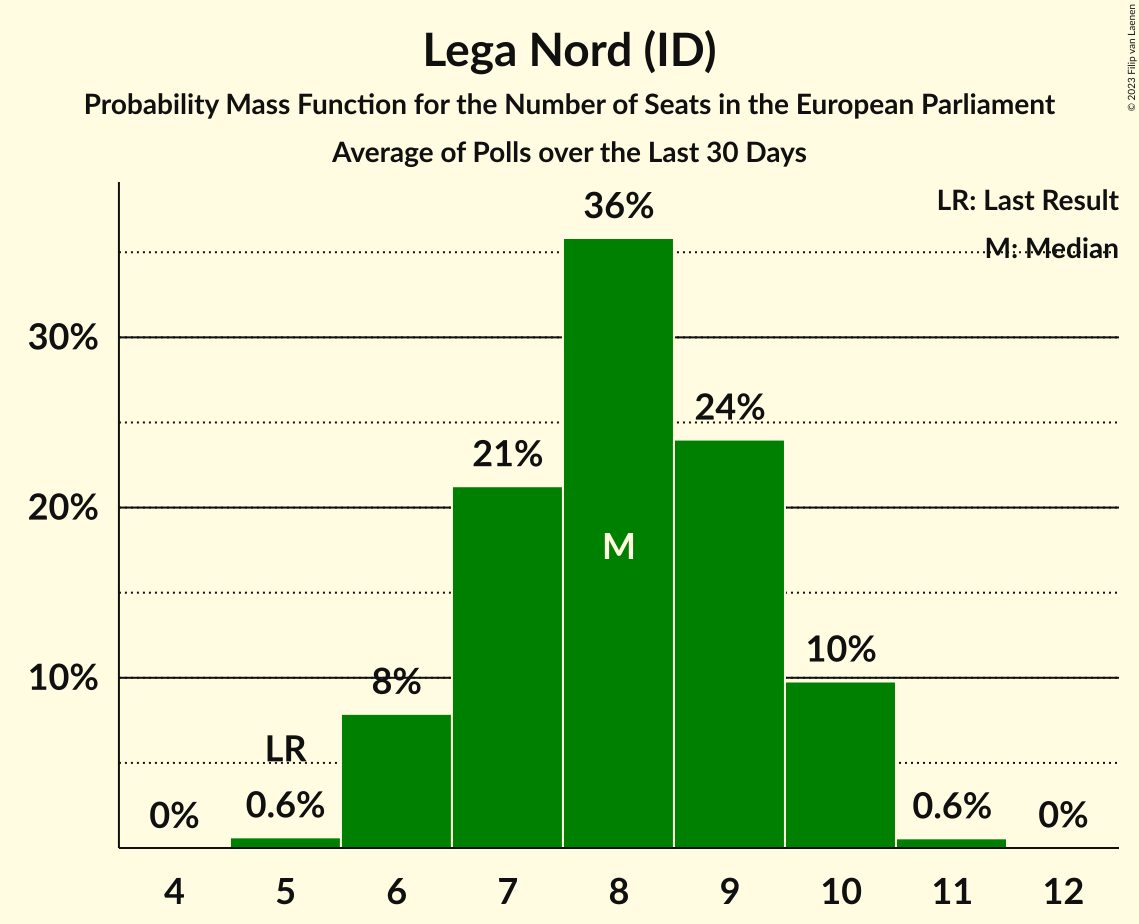 Lega Nord (ID)
Probability Mass Function for the Number of Seats in the European Parliament
Average of Polls over the Last 30 Days
© 2023 Filip van Laenen
LR: Last Result
M: Median
36%
30%
24%
21%
20%
M
10%
10%
8%
LR
0%
0.6%
0.6%
0%
4 5 6 7 8 9 10 11 12